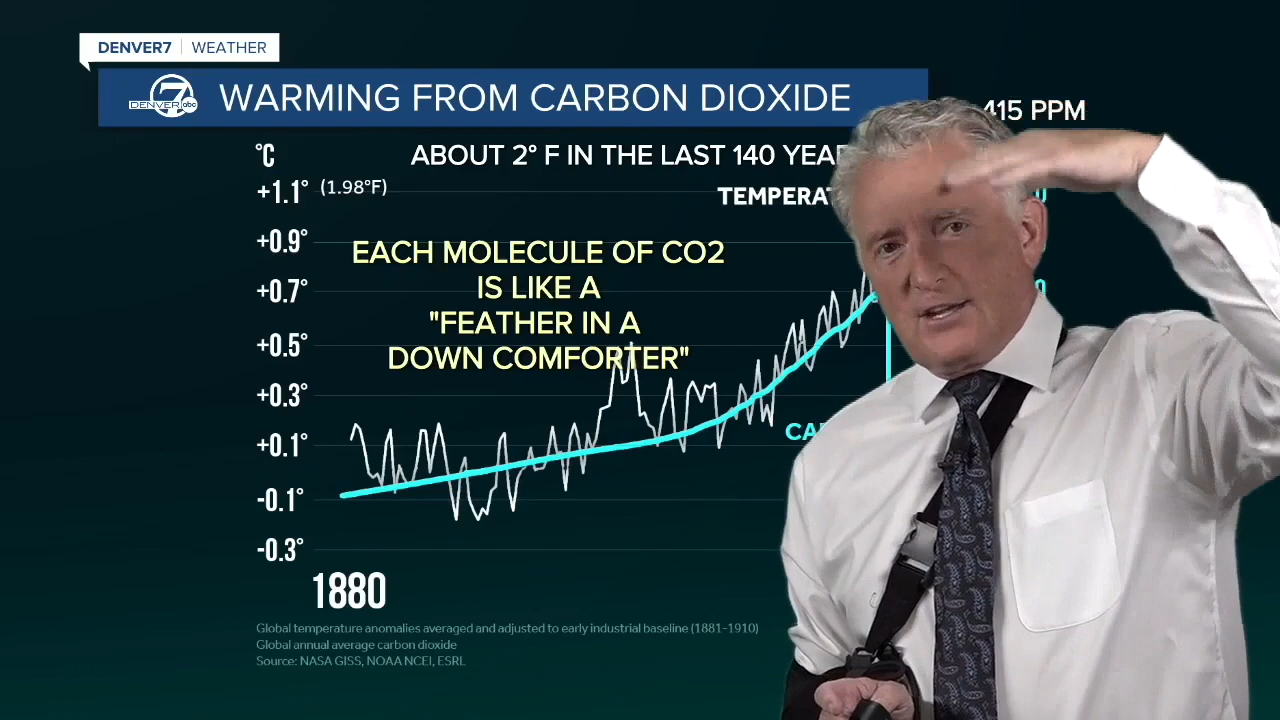 DENVER7 | WEATHER
7 DENVER abc
WARMING FROM CARBON DIOXIDE
415 PPM
°C
ABOUT 2° F IN THE LAST 140 YEA
+1.1° (1.98°F)
TEMPERAT
+0.9°
EACH MOLECULE OF CO2
+0.7°
IS LIKE A
"FEATHER IN A
+0.5°
DOWN COMFORTER"
+0.3°
+0.1°
CA
-0.1°
-0.3°
1880
Global temperature anomalies averaged and adjusted to early industrial baseline (1881-1910)
Global annual average carbon dioxide
Source: NASA GISS, NOAA NCEI, ESRL